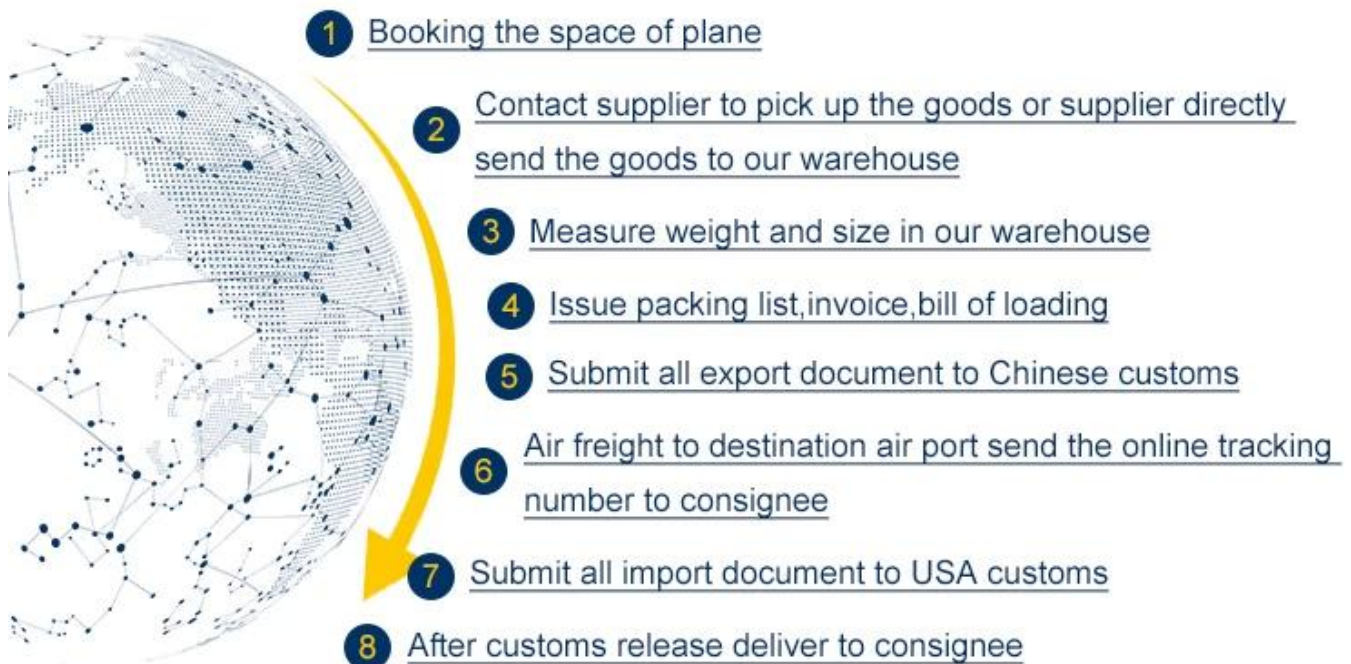 1 Booking the space of plane
2 Contact supplier to pick up the goods or supplier directly
send the goods to our warehouse
3 Measure weight and size in our warehouse
4 Issue packing list,invoice,bill of loading
5 Submit all export document to Chinese customs
6 Air freight to destination air port send the online tracking
number to consignee
7 Submit all import document to USA customs
8 After customs release deliver to consignee